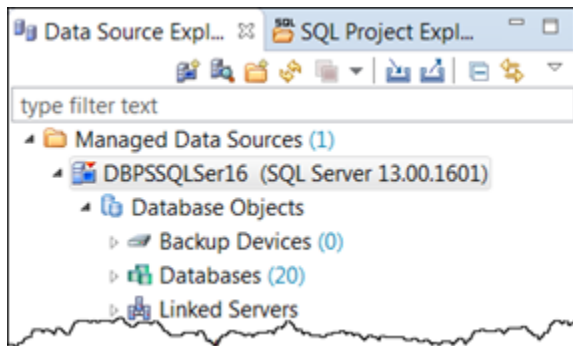 Data Source Expl... SQL Project Expl...
type filter text
Managed Data Sources (1)
DBPSSQLSer16 (SQL Server 13.00.1601)
Database Objects
Backup Devices (0)
Databases (20)
Linked Servers